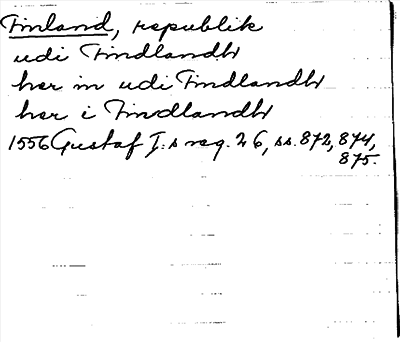 Finland, republik
udi Findlandh
her in udi Findlandh
her i Findlandh
1556 Gustaf I:s reg. 26, ss. 872, 874,
875.